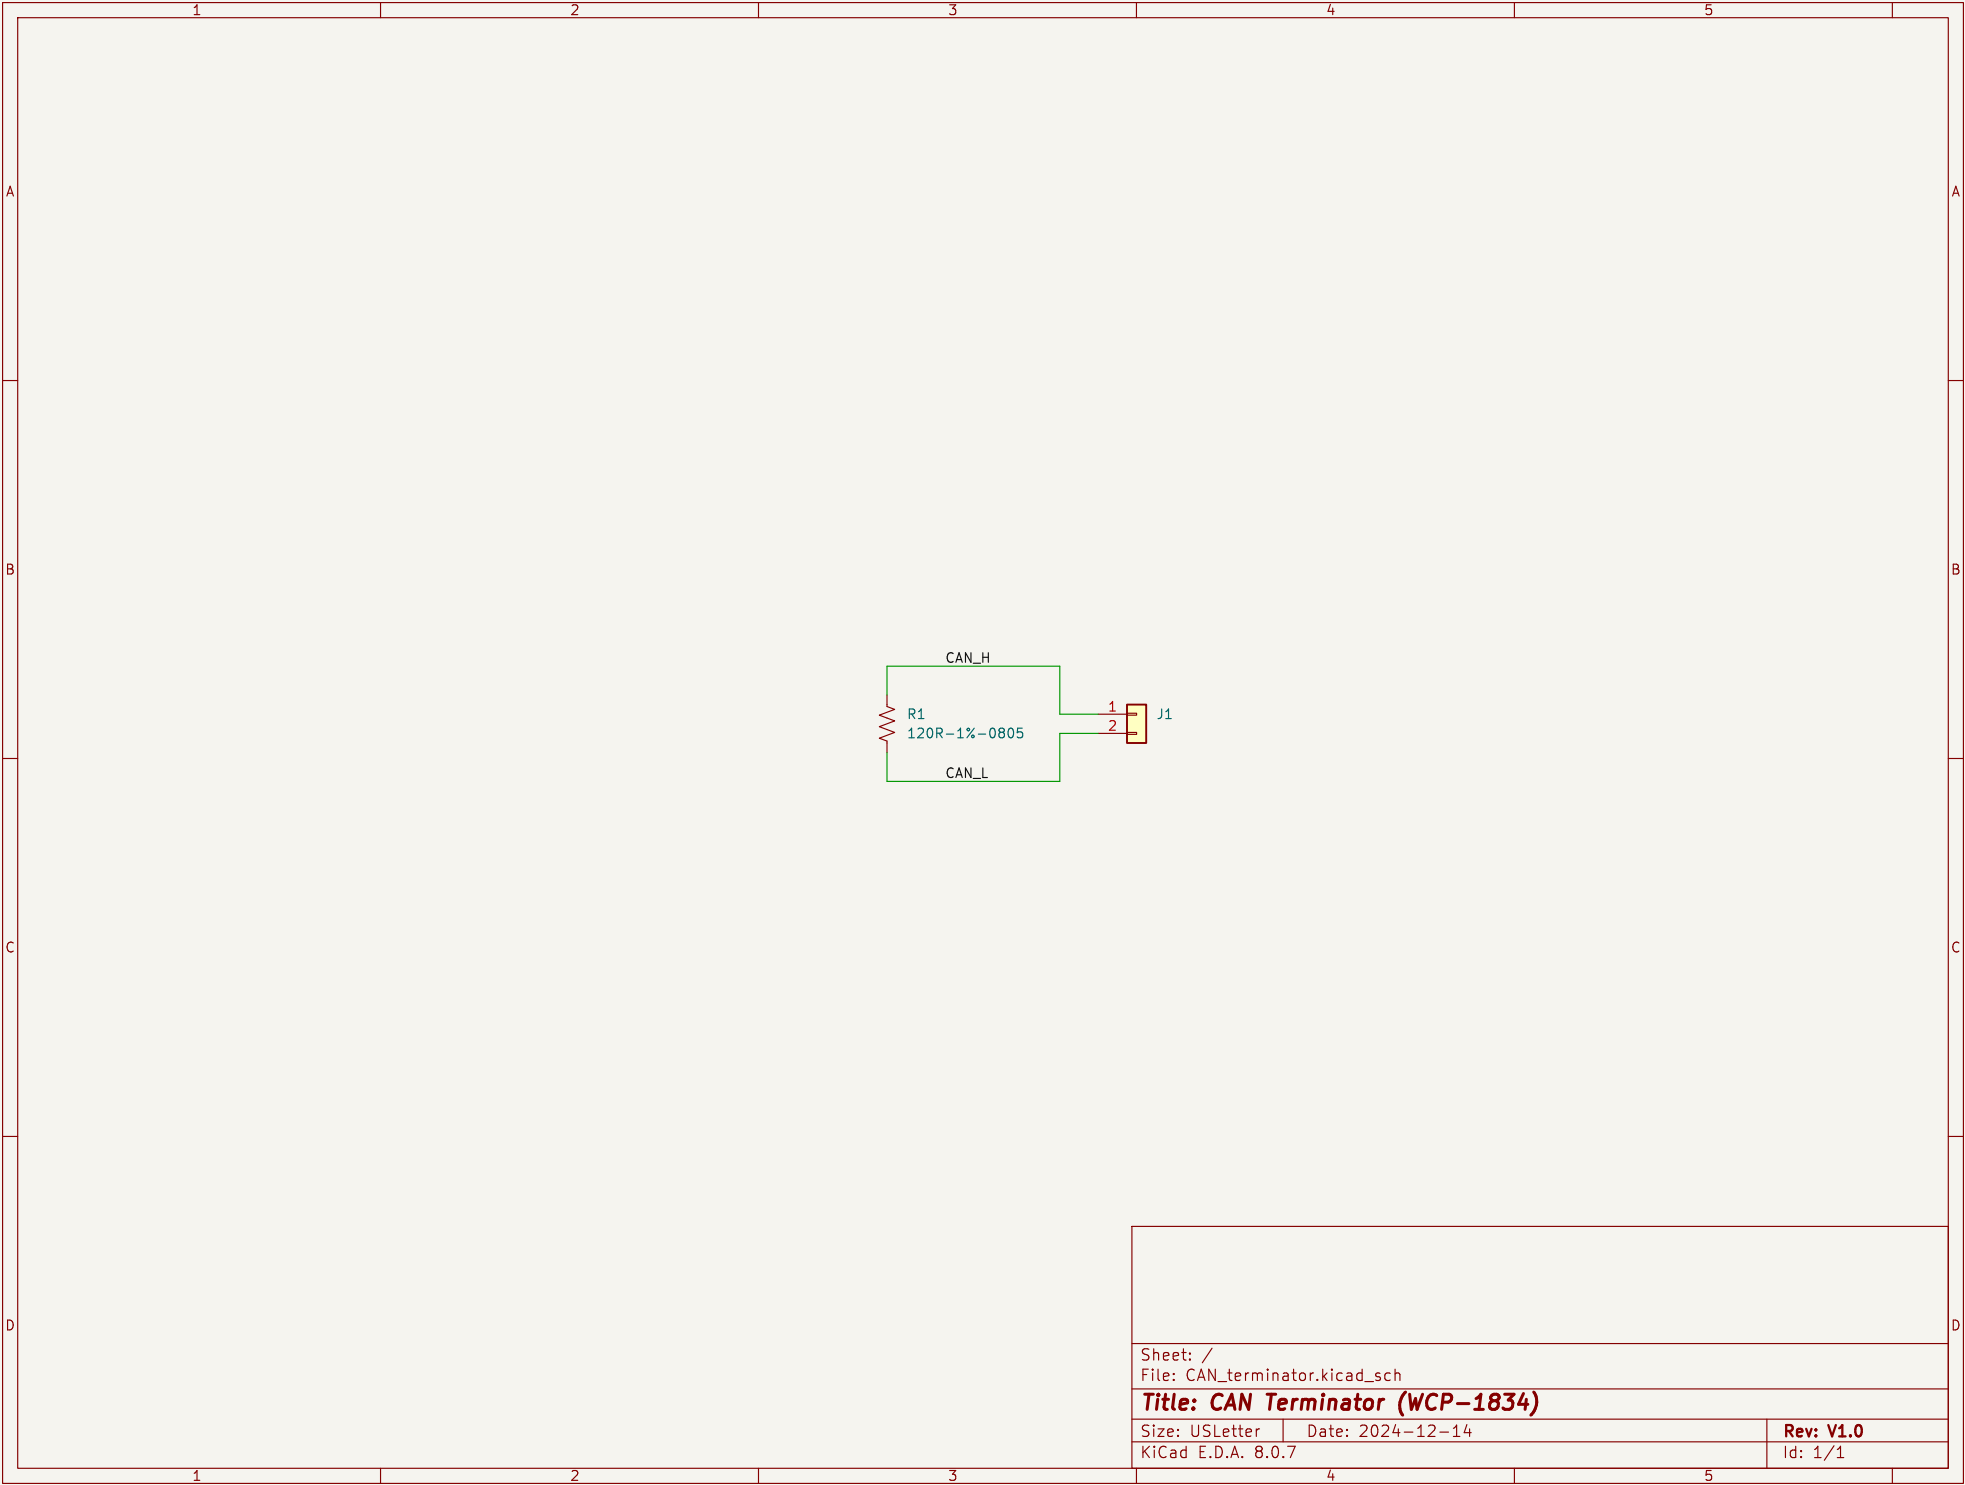 1 2 3 4 5
A A
B B
CAN_H
1
R1 J1
2
120R-1%-0805
CAN_L
C C
D D
Sheet: /
File: CAN_terminator.kicad_sch
Title: CAN Terminator (WCP-1834)
Size: USLetter Date: 2024-12-14 Rev: V1.0
KiCad E.D.A. 8.0.7 Id: 1/1
1 2 3 4 5